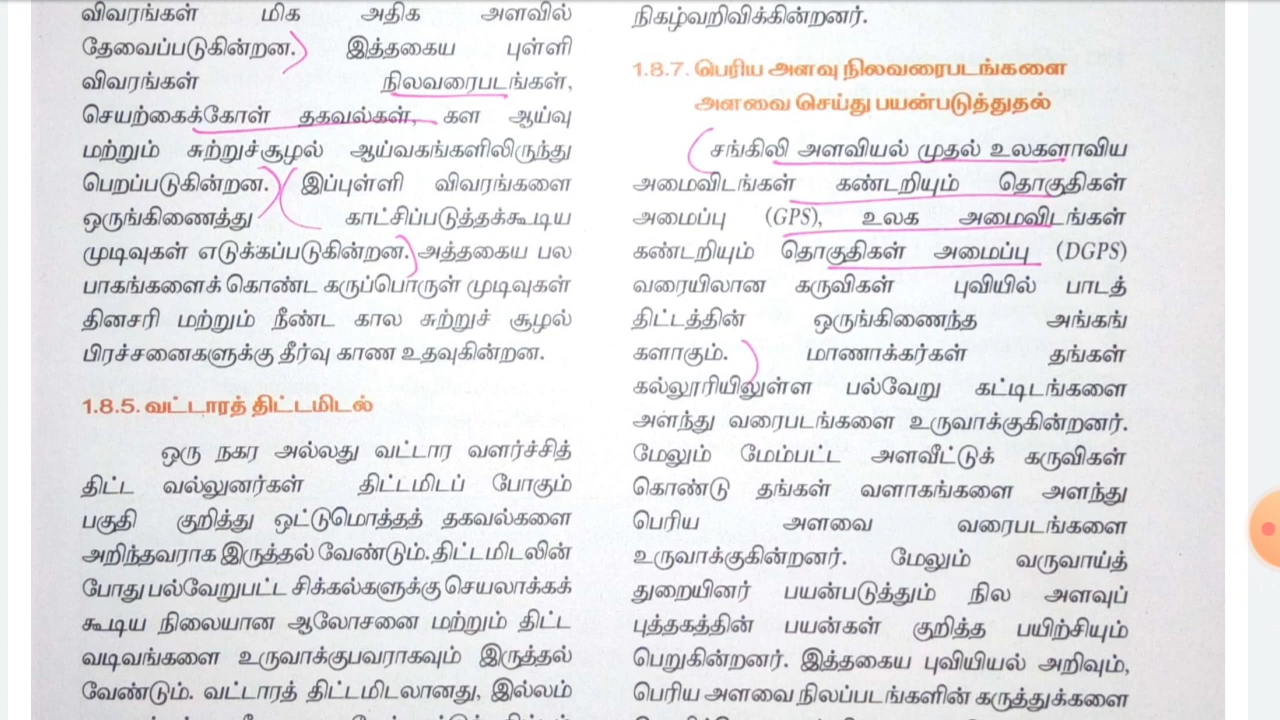 விவரங்கள் மிக அதிக அளவில்
தேவைப்படுகின்றன. இத்தகைய புள்ளி
விவரங்கள் நிலவரைபடங்கள்,
செயற்கைக்கோள் தகவல்கள், கள ஆய்வு
மற்றும் சுற்றுச்சூழல் ஆய்வகங்களிலிருந்து
பெறப்படுகின்றன. இப்புள்ளி விவரங்களை
ஒருங்கிணைத்து காட்சிப்படுத்தக்கூடிய
முடிவுகள் எடுக்கப்படுகின்றன. அத்தகைய பல
பாகங்களைக் கொண்ட கருப்பொருள் முடிவுகள்
தினசரி மற்றும் நீண்ட கால சுற்றுச் சூழல்
பிரச்சனைகளுக்கு தீர்வு காண உதவுகின்றன.
1.8.5. வட்டாரத் திட்டமிடல்
ஒரு நகர அல்லது வட்டார வளர்ச்சித்
திட்ட வல்லுனர்கள் திட்டமிடப் போகும்
பகுதி குறித்து ஒட்டுமொத்தத் தகவல்களை
அறிந்தவராக இருத்தல் வேண்டும். திட்டமிடலின்
போது பல்வேறுபட்ட சிக்கல்களுக்கு செயலாக்கக்
கூடிய நிலையான ஆலோசனை மற்றும் திட்ட
வடிவங்களை உருவாக்குபவராகவும் இருத்தல்
வேண்டும். வட்டாரத் திட்டமிடலானது, இல்லம்
நிகழ்வறிவிக்கின்றனர்.
1.8.7. பெரிய அளவு நிலவரைபடங்களை
அளவை செய்து பயன்படுத்துதல்
சங்கிலி அளவியல் முதல் உலகளாவிய
அமைவிடங்கள் கண்டறியும் தொகுதிகள்
அமைப்பு (GPS), உலக அமைவிடங்கள்
கண்டறியும் தொகுதிகள் அமைப்பு (DGPS)
வரையிலான கருவிகள் புவியில் பாடத்
திட்டத்தின் ஒருங்கிணைந்த அங்கங்
களாகும். மாணாக்கர்கள் தங்கள்
கல்லூரியிலுள்ள பல்வேறு கட்டிடங்களை
அளந்து வரைபடங்களை உருவாக்குகின்றனர்.
மேலும் மேம்பட்ட அளவீட்டுக் கருவிகள்
கொண்டு தங்கள் வளாகங்களை அளந்து
பெரிய அளவை வரைபடங்களை
உருவாக்குகின்றனர். மேலும் வருவாய்த்
துறையினர் பயன்படுத்தும் நில அளவுப்
புத்தகத்தின் பயன்கள் குறித்த பயிற்சியும்
பெறுகின்றனர். இத்தகைய புவியியல் அறிவும்,
பெரிய அளவை நிலப்படங்களின் கருத்துக்களை